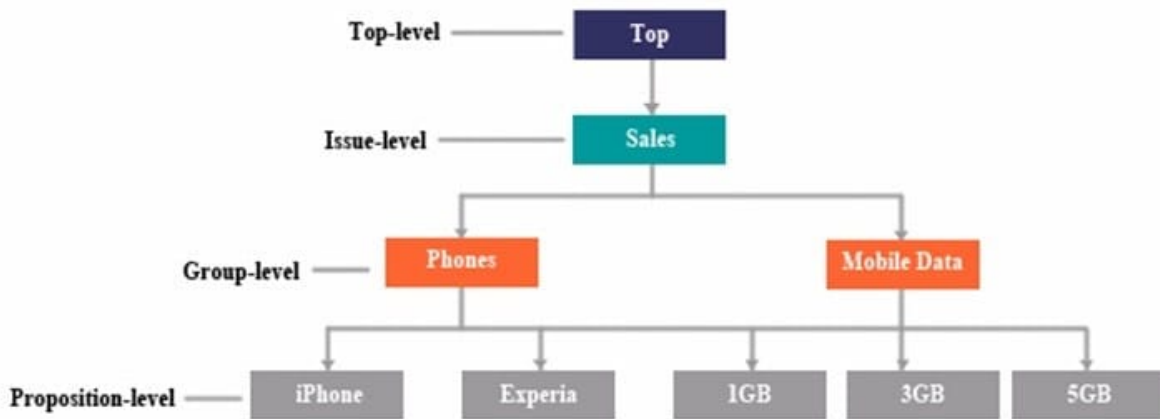 Top-level
Top
Issue-level
Sales
Group-level
Phones
Mobile Data
Proposition-level
iPhone
Experia
1GB
3GB
5GB